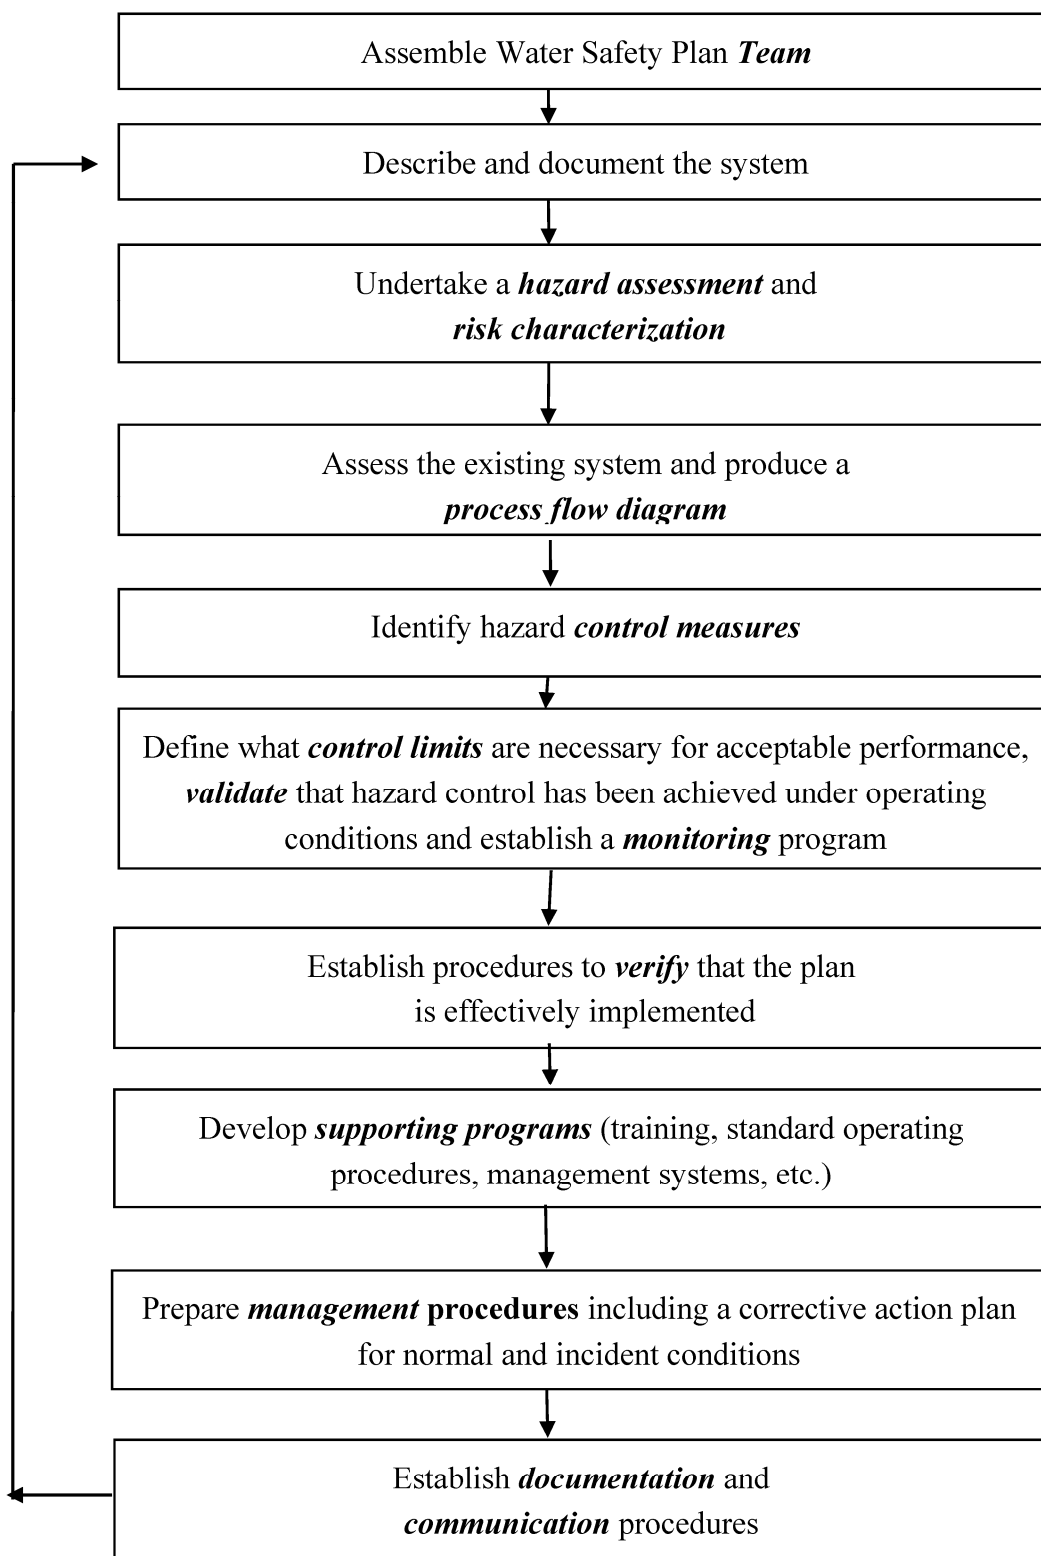 Assemble Water Safety Plan Team
Describe and document the system
Undertake a hazard assessment and
risk characterization
Assess the existing system and produce a
process flow diagram
Identify hazard control measures
Define what control limits are necessary for acceptable performance,
validate that hazard control has been achieved under operating
conditions and establish a monitoring program
Establish procedures to verify that the plan
is effectively implemented
Develop supporting programs (training, standard operating
procedures, management systems, etc.)
Prepare management procedures including a corrective action plan
for normal and incident conditions
Establish documentation and
communication procedures